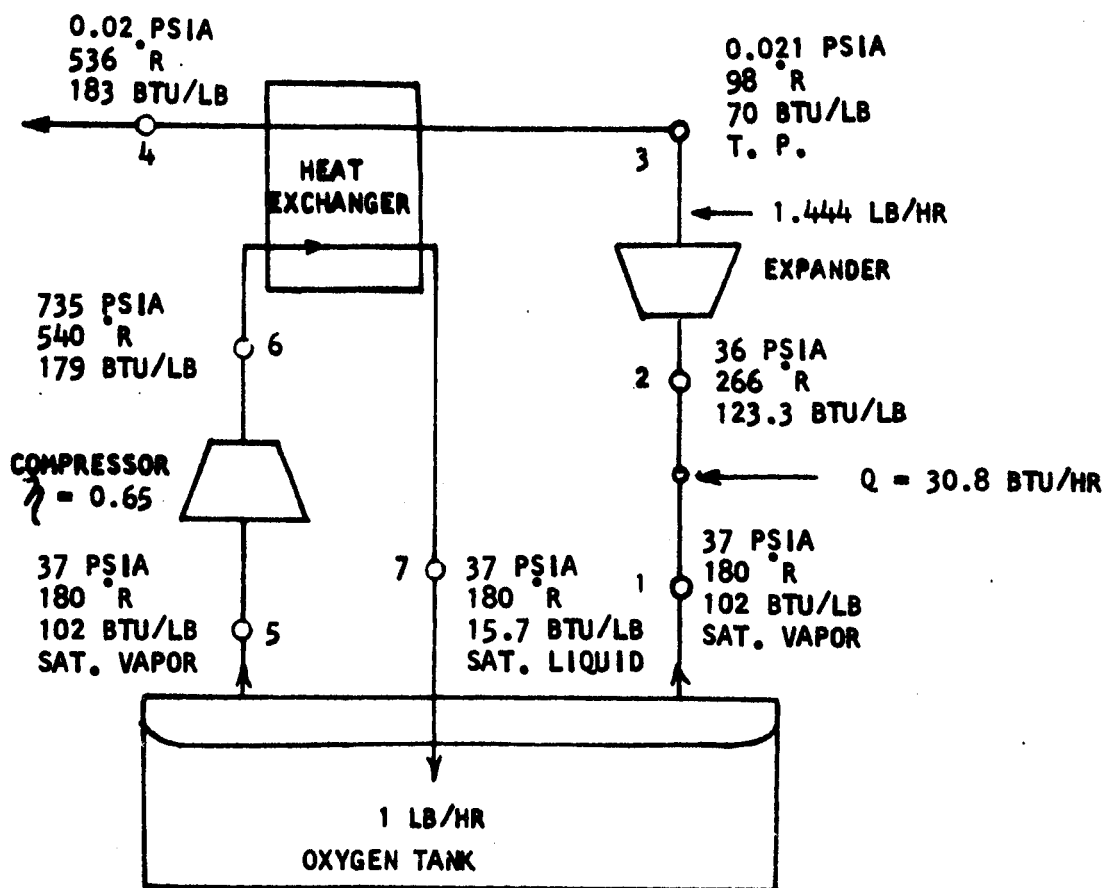 0.02 PSIA
536 °R
183 BTU/LB
4
HEAT
EXCHANGER
0.021 PSIA
98 °R
70 BTU/LB
T. P.
3
1.444 LB/HR
EXPANDER
735 PSIA
540 °R
179 BTU/LB
6
2
36 PSIA
266 °R
123.3 BTU/LB
COMPRESSOR
η = 0.65
Q = 30.8 BTU/HR
37 PSIA
180 °R
102 BTU/LB
SAT. VAPOR
5
7
37 PSIA
180 °R
15.7 BTU/LB
SAT. LIQUID
1
37 PSIA
180 °R
102 BTU/LB
SAT. VAPOR
1 LB/HR
OXYGEN TANK